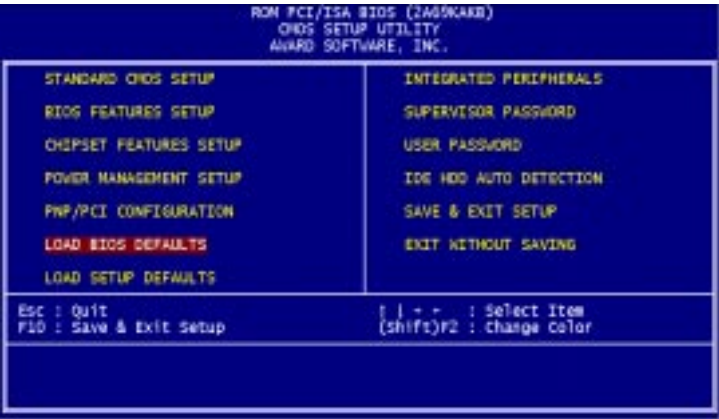 ROM PCI/ISA BIOS (2A69KAKB)
CMOS SETUP UTILITY
AWARD SOFTWARE, INC.
STANDARD CMOS SETUP
BIOS FEATURES SETUP
CHIPSET FEATURES SETUP
POWER MANAGEMENT SETUP
PNP/PCI CONFIGURATION
LOAD BIOS DEFAULTS
LOAD SETUP DEFAULTS
INTEGRATED PERIPHERALS
SUPERVISOR PASSWORD
USER PASSWORD
IDE HDD AUTO DETECTION
SAVE & EXIT SETUP
EXIT WITHOUT SAVING
Esc : Quit
F10 : Save & Exit Setup
↑ ↓ → ← : Select Item
(Shift)F2 : Change Color